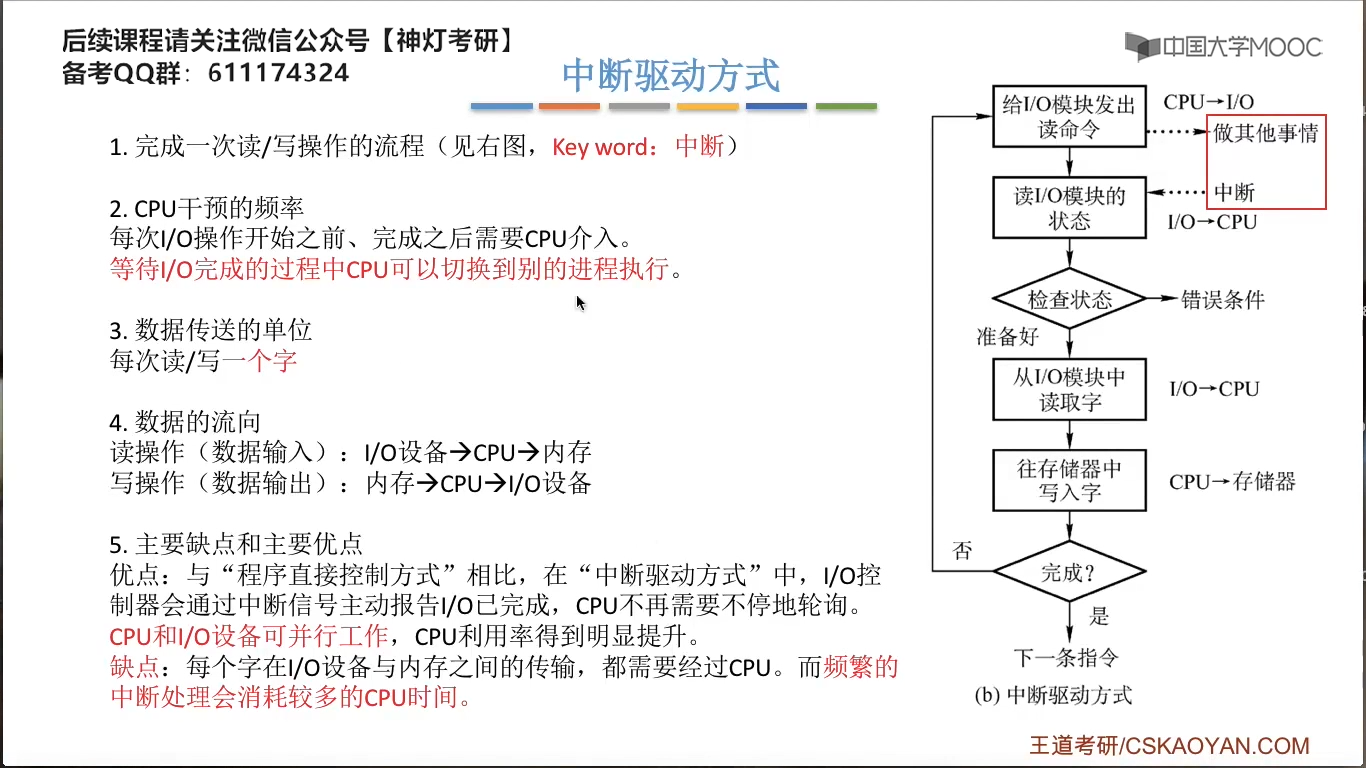 后续课程请关注微信公众号【神灯考研】
备考QQ群：611174324
中国大学MOOC
中断驱动方式
1. 完成一次读/写操作的流程（见右图，Key word：中断）
2. CPU干预的频率
每次I/O操作开始之前、完成之后需要CPU介入。
等待I/O完成的过程中CPU可以切换到别的进程执行。
3. 数据传送的单位
每次读/写一个字
4. 数据的流向
读操作（数据输入）：I/O设备→CPU→内存
写操作（数据输出）：内存→CPU→I/O设备
5. 主要缺点和主要优点
优点：与“程序直接控制方式”相比，在“中断驱动方式”中，I/O控
制器会通过中断信号主动报告I/O已完成，CPU不再需要不停地轮询。
CPU和I/O设备可并行工作，CPU利用率得到明显提升。
缺点：每个字在I/O设备与内存之间的传输，都需要经过CPU。而频繁的
中断处理会消耗较多的CPU时间。
给I/O模块发出
读命令
CPU→I/O
做其他事情
读I/O模块的
状态
中断
I/O→CPU
检查状态
错误条件
准备好
从I/O模块中
读取字
I/O→CPU
往存储器中
写入字
CPU→存储器
否
完成？
是
下一条指令
(b) 中断驱动方式
王道考研/CSKAOYAN.COM